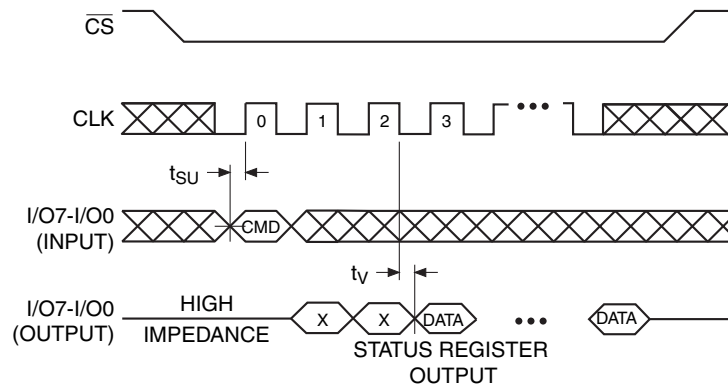 CS
CLK
0 1 2 3 •••
tSU
I/O7-I/O0
(INPUT)
CMD
tV
I/O7-I/O0
(OUTPUT)
HIGH
IMPEDANCE
X X DATA ••• DATA
STATUS REGISTER
OUTPUT